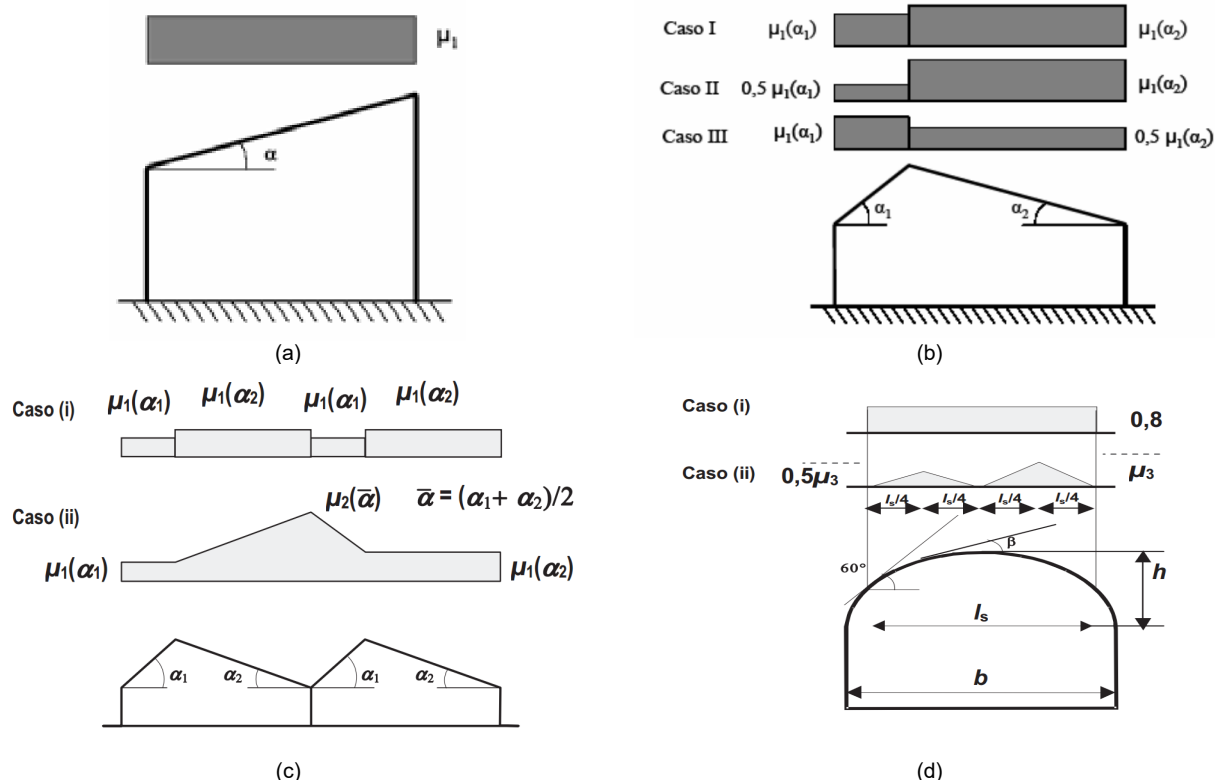 μ₁
α
(a)
Caso I μ₁(α₁) μ₁(α₂)
Caso II 0,5 μ₁(α₁) μ₁(α₂)
Caso III μ₁(α₁) 0,5 μ₁(α₂)
α₁ α₂
(b)
Caso (i) μ₁(α₁) μ₁(α₂) μ₁(α₁) μ₁(α₂)
Caso (ii) μ₂(ᾱ) ᾱ = (α₁+ α₂)/2
μ₁(α₁) μ₁(α₂)
α₁ α₂ α₁ α₂
(c)
Caso (i) 0,8
Caso (ii) 0,5μ₃ μ₃
lₛ/4 lₛ/4 lₛ/4 lₛ/4
β
60°
h
lₛ
b
(d)